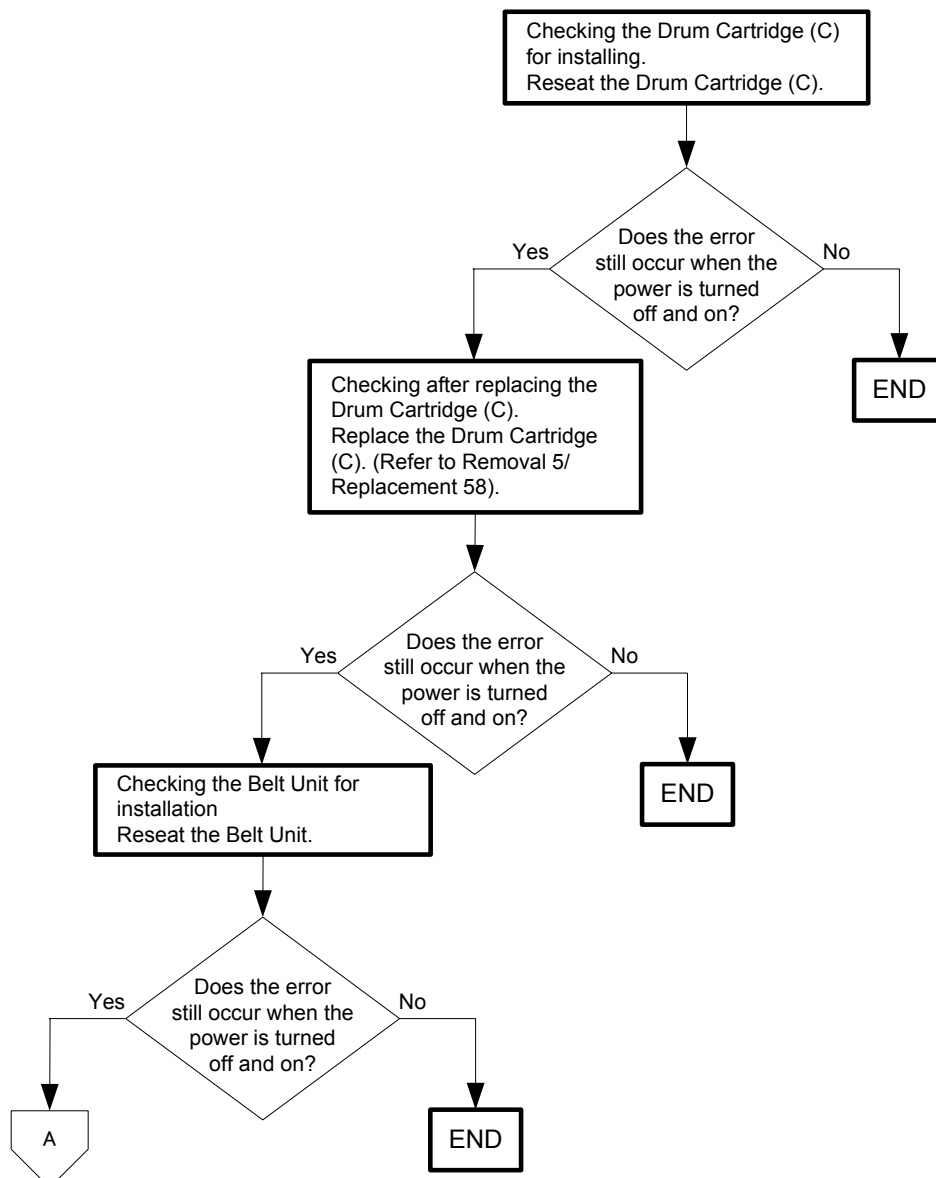 Checking the Drum Cartridge (C)
for installing.
Reseat the Drum Cartridge (C).
Does the error
still occur when the
power is turned
off and on?
Yes
No
END
Checking after replacing the
Drum Cartridge (C).
Replace the Drum Cartridge
(C). (Refer to Removal 5/
Replacement 58).
Does the error
still occur when the
power is turned
off and on?
Yes
No
END
Checking the Belt Unit for
installation
Reseat the Belt Unit.
Does the error
still occur when the
power is turned
off and on?
Yes
No
A
END